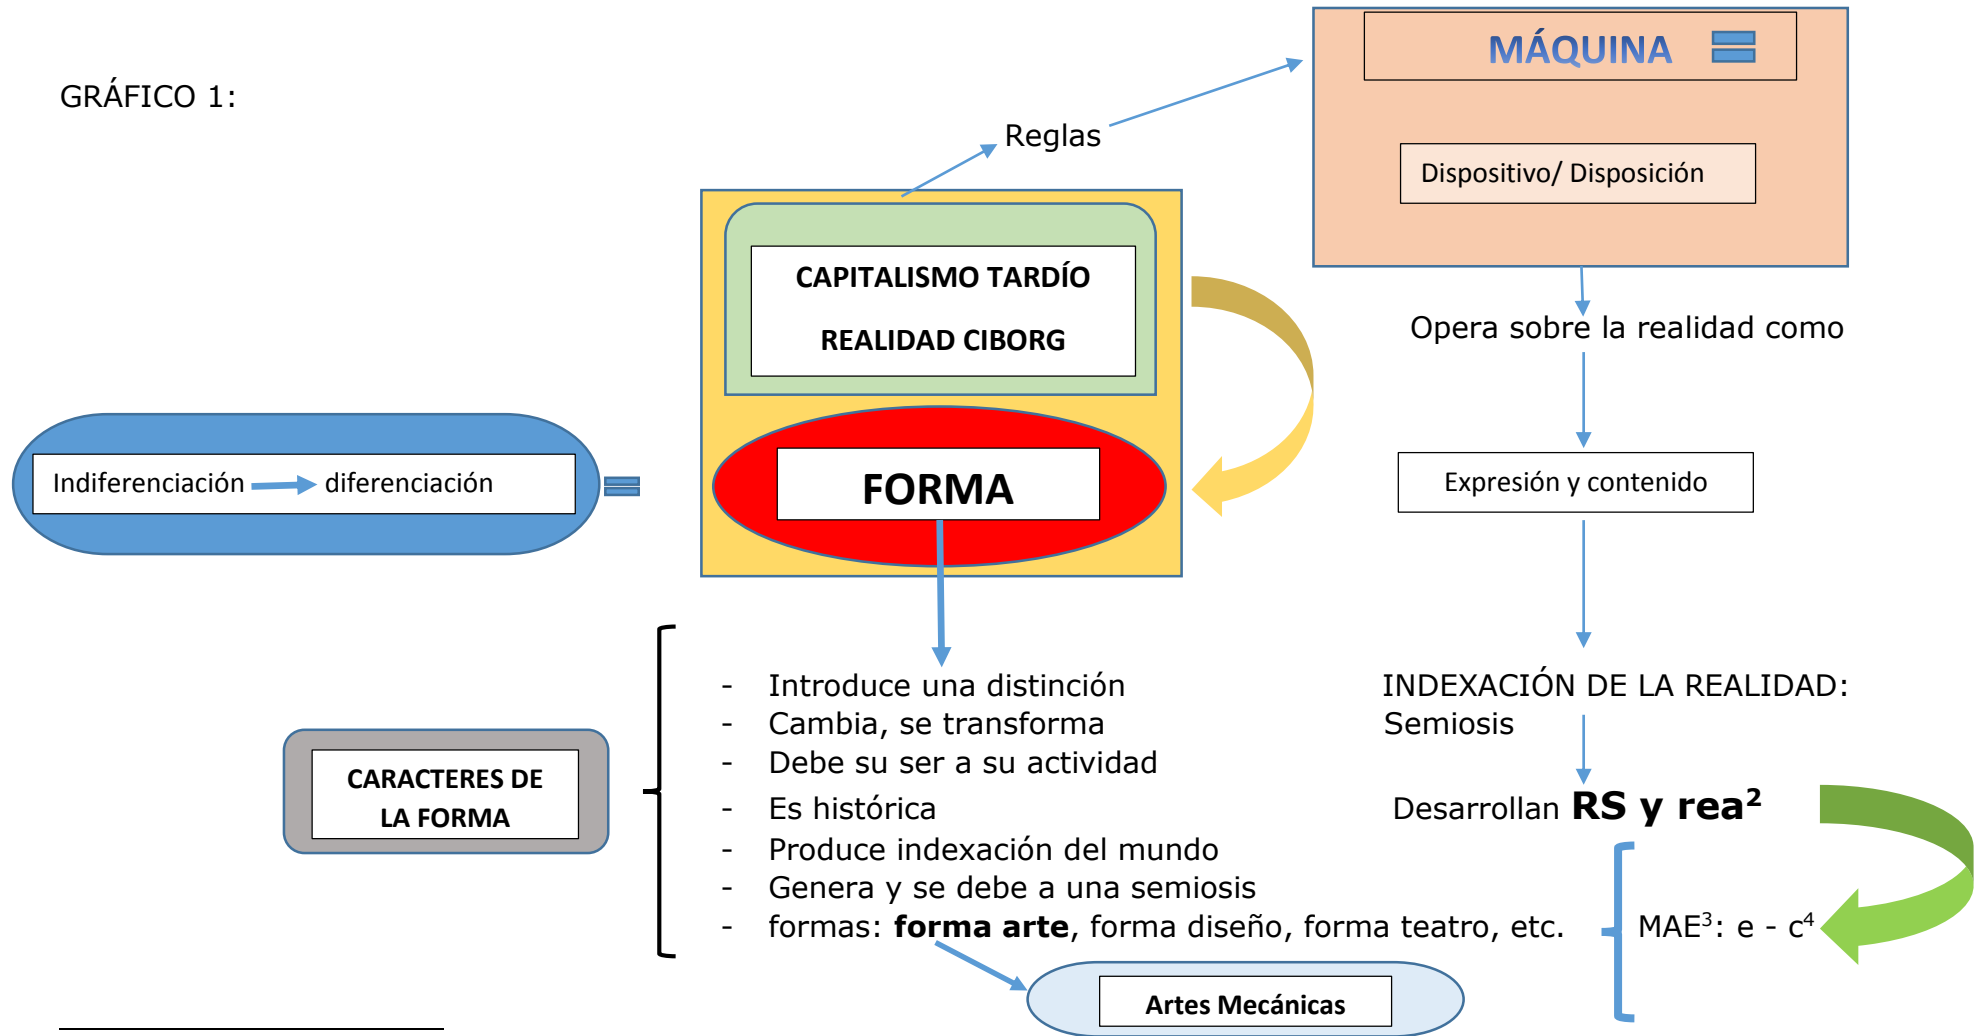 GRÁFICO 1:
Reglas
MÁQUINA
Dispositivo/ Disposición
CAPITALISMO TARDÍO
REALIDAD CIBORG
Opera sobre la realidad como
Indiferenciación diferenciación
FORMA
Expresión y contenido
CARACTERES DE
LA FORMA
- Introduce una distinción
- Cambia, se transforma
- Debe su ser a su actividad
- Es histórica
- Produce indexación del mundo
- Genera y se debe a una semiosis
- formas: forma arte, forma diseño, forma teatro, etc.
INDEXACIÓN DE LA REALIDAD:
Semiosis
Desarrollan RS y rea²
MAE³: e - c⁴
Artes Mecánicas